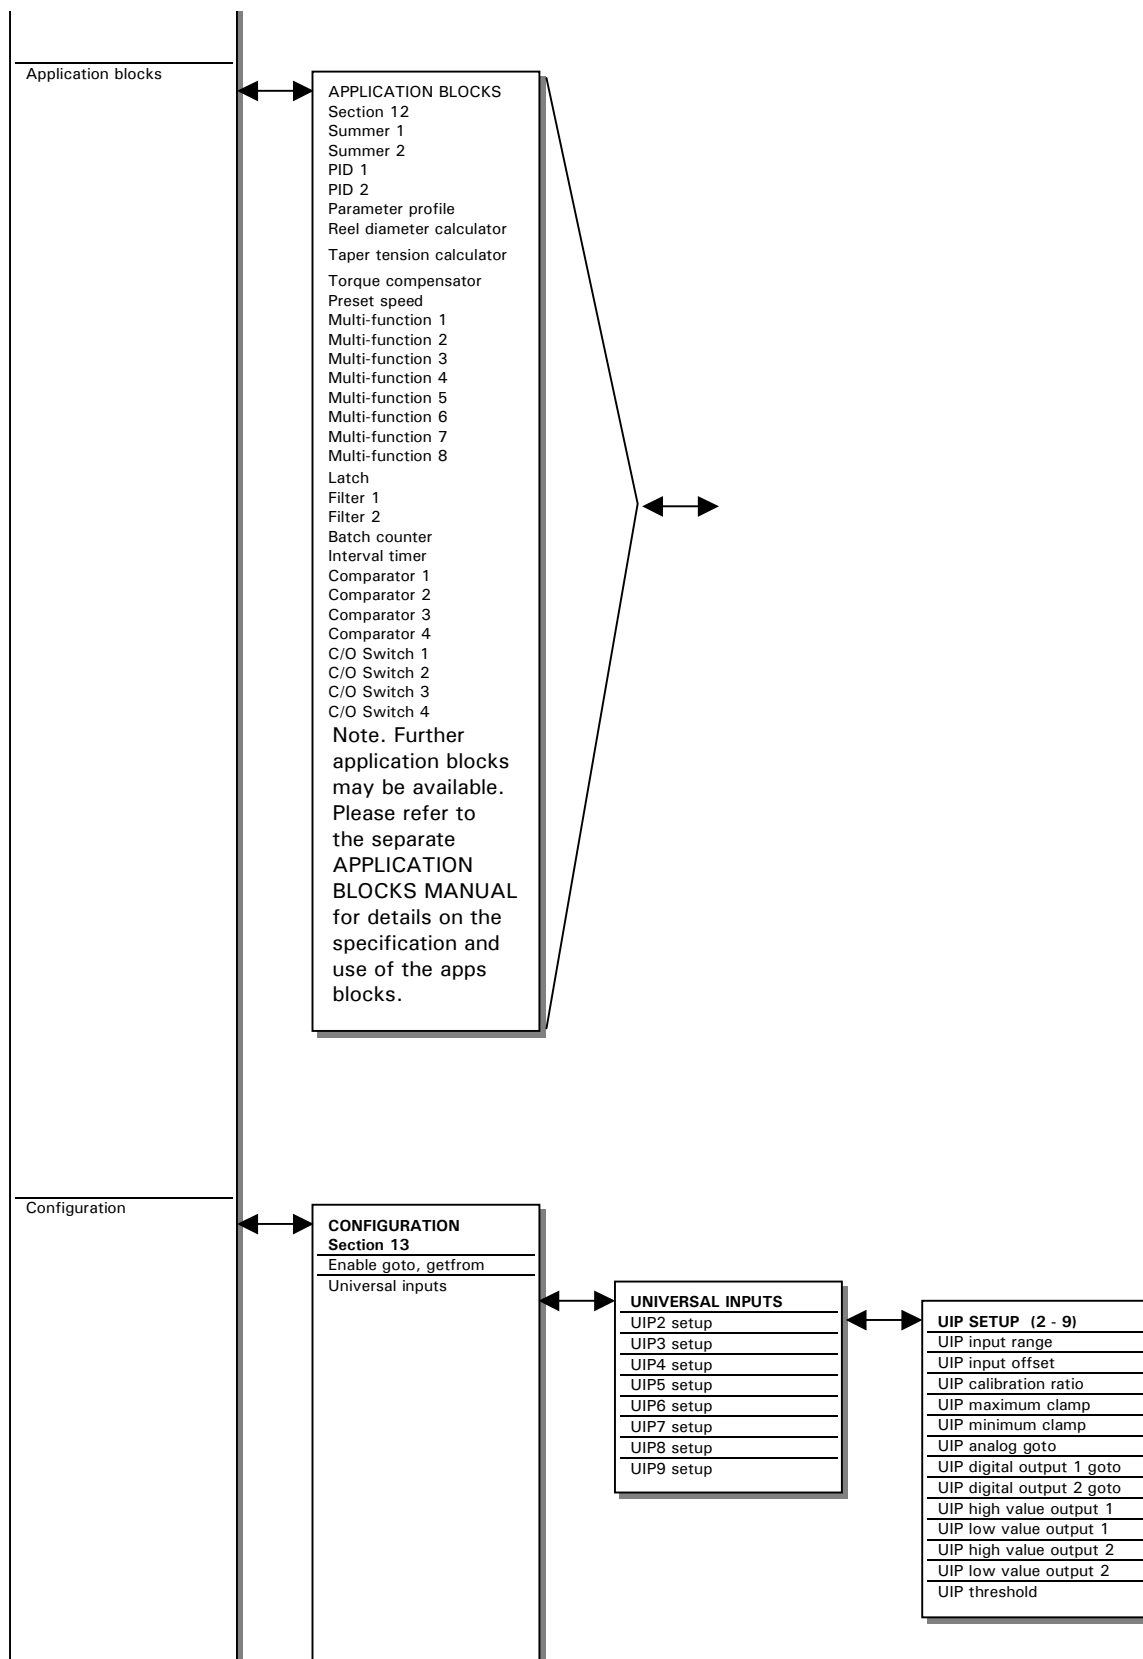 Application blocks
APPLICATION BLOCKS
Section 12
Summer 1
Summer 2
PID 1
PID 2
Parameter profile
Reel diameter calculator
Taper tension calculator
Torque compensator
Preset speed
Multi-function 1
Multi-function 2
Multi-function 3
Multi-function 4
Multi-function 5
Multi-function 6
Multi-function 7
Multi-function 8
Latch
Filter 1
Filter 2
Batch counter
Interval timer
Comparator 1
Comparator 2
Comparator 3
Comparator 4
C/O Switch 1
C/O Switch 2
C/O Switch 3
C/O Switch 4
Note. Further
application blocks
may be available.
Please refer to
the separate
APPLICATION
BLOCKS MANUAL
for details on the
specification and
use of the apps
blocks.
Configuration
CONFIGURATION
Section 13
Enable goto, getfrom
Universal inputs
UNIVERSAL INPUTS
UIP2 setup
UIP3 setup
UIP4 setup
UIP5 setup
UIP6 setup
UIP7 setup
UIP8 setup
UIP9 setup
UIP SETUP (2 - 9)
UIP input range
UIP input offset
UIP calibration ratio
UIP maximum clamp
UIP minimum clamp
UIP analog goto
UIP digital output 1 goto
UIP digital output 2 goto
UIP high value output 1
UIP low value output 1
UIP high value output 2
UIP low value output 2
UIP threshold